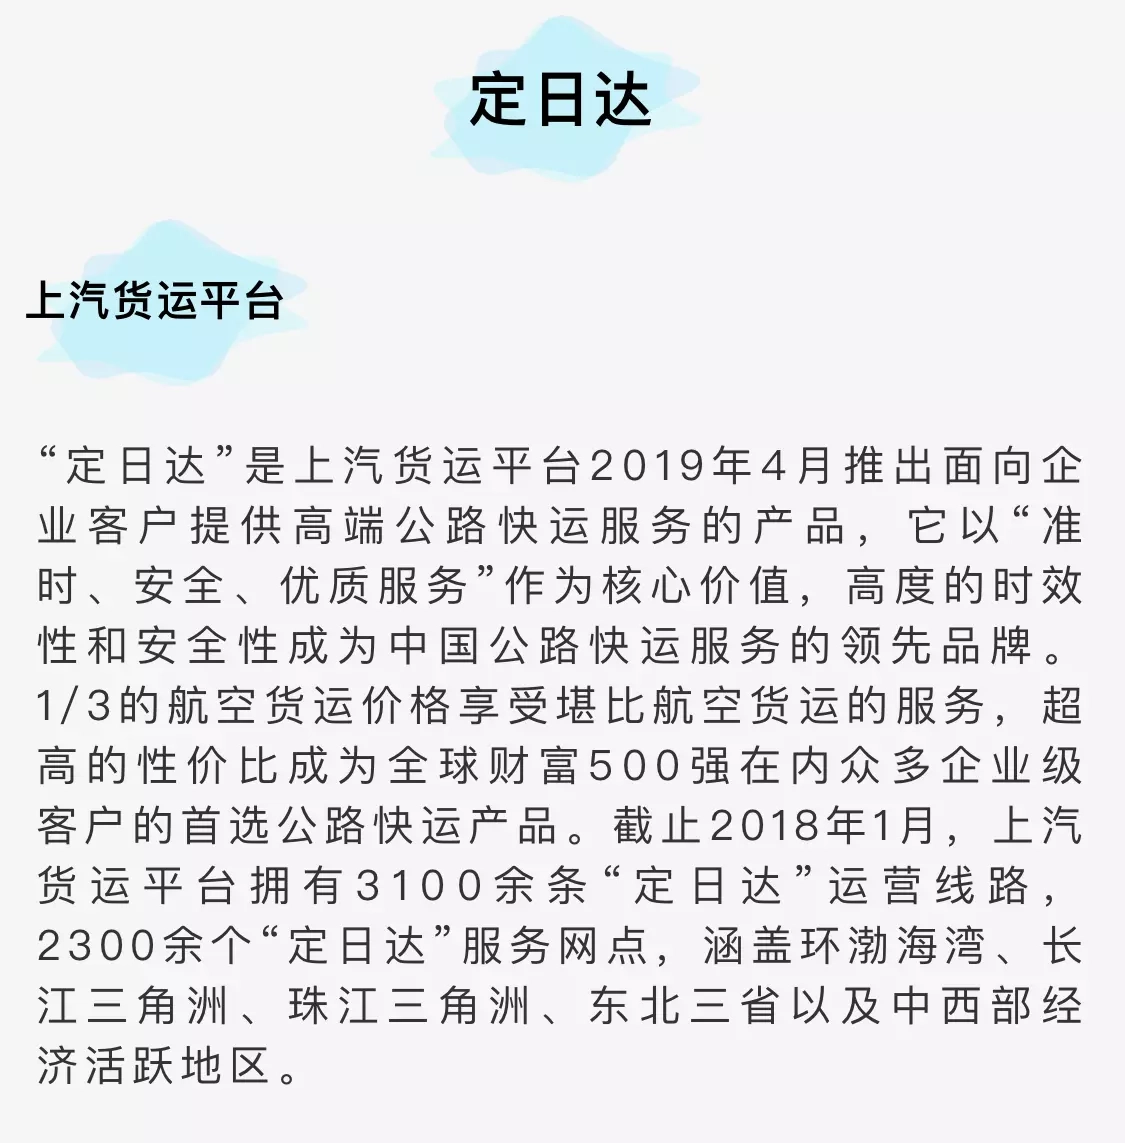 定日达
上汽货运平台
“定日达”是上汽货运平台2019年4月推出面向企
业客户提供高端公路快运服务的产品，它以“准
时、安全、优质服务”作为核心价值，高度的时效
性和安全性成为中国公路快运服务的领先品牌。
1/3的航空货运价格享受堪比航空货运的服务，超
高的性价比成为全球财富500强在内众多企业级
客户的首选公路快运产品。截止2018年1月，上汽
货运平台拥有3100余条“定日达”运营线路，
2300余个“定日达”服务网点，涵盖环渤海湾、长
江三角洲、珠江三角洲、东北三省以及中西部经
济活跃地区。